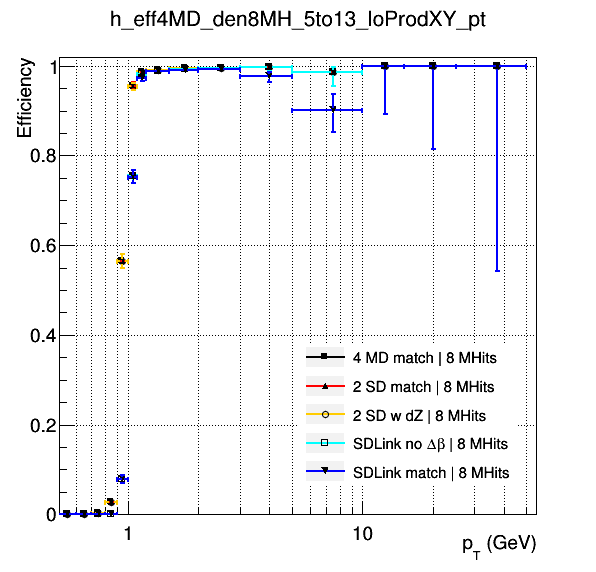 h_eff4MD_den8MH_5to13_loProdXY_pt
Efficiency
1
0.8
0.6
0.4
0.2
0
4 MD match | 8 MHits
2 SD match | 8 MHits
2 SD w dZ | 8 MHits
SDLink no Δβ | 8 MHits
SDLink match | 8 MHits
1 10
p_T (GeV)